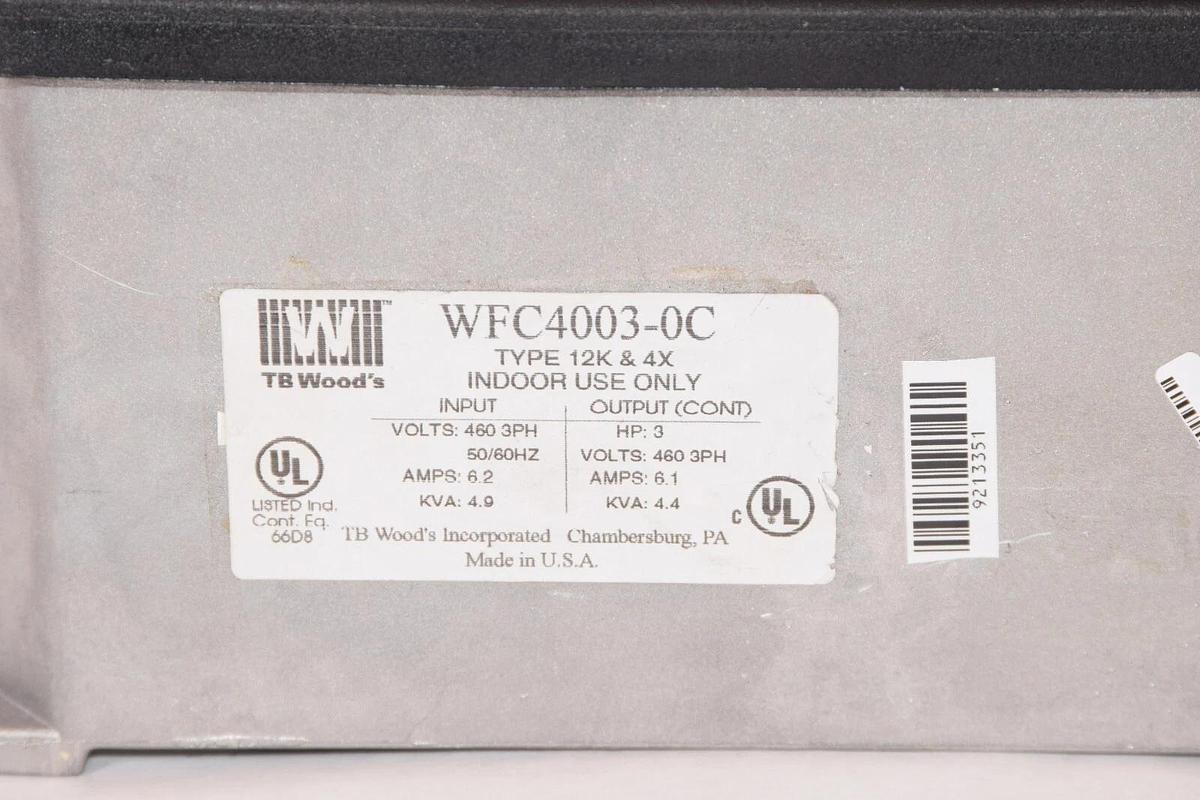 W™
TB Wood's
WFC4003-0C
TYPE 12K & 4X
INDOOR USE ONLY
INPUT OUTPUT (CONT)
VOLTS: 460 3PH HP: 3
50/60HZ VOLTS: 460 3PH
AMPS: 6.2 AMPS: 6.1
KVA: 4.9 KVA: 4.4
UL
LISTED Ind.
Cont. Eq.
66D8
C UL
TB Wood's Incorporated Chambersburg, PA
Made in U.S.A.
9213351